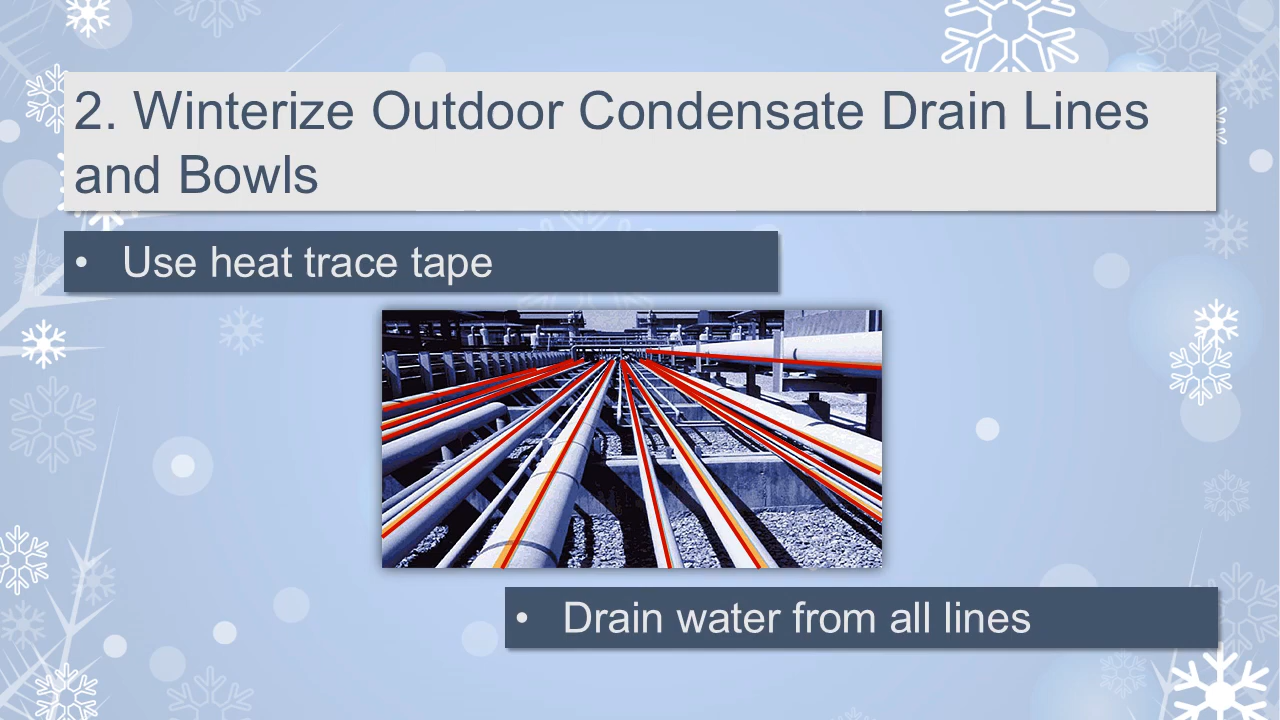 2. Winterize Outdoor Condensate Drain Lines
and Bowls
• Use heat trace tape
• Drain water from all lines